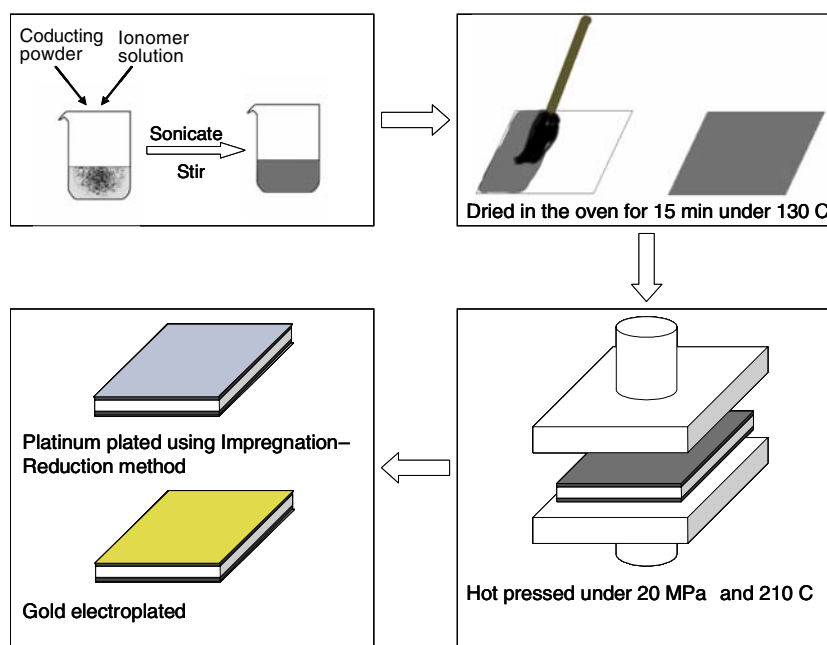 Coducting powder
Ionomer solution
Sonicate
Stir
Dried in the oven for 15 min under 130 C
Hot pressed under 20 MPa and 210 C
Platinum plated using Impregnation–
Reduction method
Gold electroplated